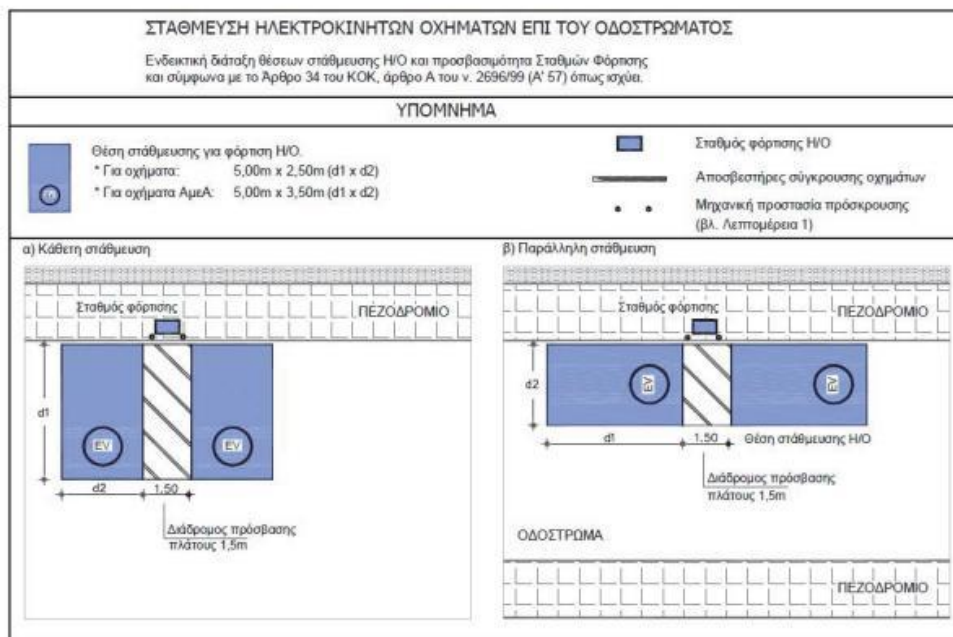 ΣΤΑΘΜΕΥΣΗ ΗΛΕΚΤΡΟΚΙΝΗΤΩΝ ΟΧΗΜΑΤΩΝ ΕΠΙ ΤΟΥ ΟΔΟΣΤΡΩΜΑΤΟΣ
Ενδεικτική διάταξη θέσεων στάθμευσης Η/Ο και προσβασιμότητα Σταθμών Φόρτισης
και σύμφωνα με το Άρθρο 34 του ΚΟΚ, άρθρο Α του ν. 2696/99 (Α' 57) όπως ισχύει.
ΥΠΟΜΝΗΜΑ
Θέση στάθμευσης για φόρτιση Η/Ο.
* Για οχήματα: 5,00m x 2,50m (d1 x d2)
* Για οχήματα ΑμεΑ: 5,00m x 3,50m (d1 x d2)
Σταθμός φόρτισης Η/Ο
Αποσβεστήρες σύγκρουσης οχημάτων
Μηχανική προστασία πρόσκρουσης
(βλ. Λεπτομέρεια 1)
α) Κάθετη στάθμευση
Σταθμός φόρτισης
ΠΕΖΟΔΡΟΜΙΟ
d1
EV
EV
d2
1.50
Διάδρομος πρόσβασης
πλάτους 1,5m
β) Παράλληλη στάθμευση
Σταθμός φόρτισης
ΠΕΖΟΔΡΟΜΙΟ
d2
EV
EV
d1
1.50
Θέση στάθμευσης Η/Ο
Διάδρομος πρόσβασης
πλάτους 1,5m
ΟΔΟΣΤΡΩΜΑ
ΠΕΖΟΔΡΟΜΙΟ